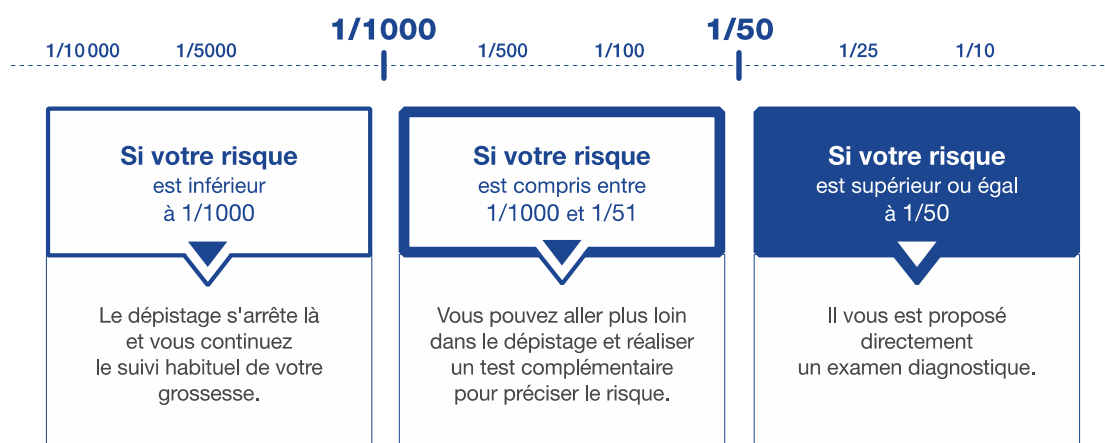 1/10 000
1/5000
1/1000
1/500
1/100
1/50
1/25
1/10
Si votre risque
est inférieur
à 1/1000
Le dépistage s'arrête là
et vous continuez
le suivi habituel de votre
grossesse.
Si votre risque
est compris entre
1/1000 et 1/51
Vous pouvez aller plus loin
dans le dépistage et réaliser
un test complémentaire
pour préciser le risque.
Si votre risque
est supérieur ou égal
à 1/50
Il vous est proposé
directement
un examen diagnostique.